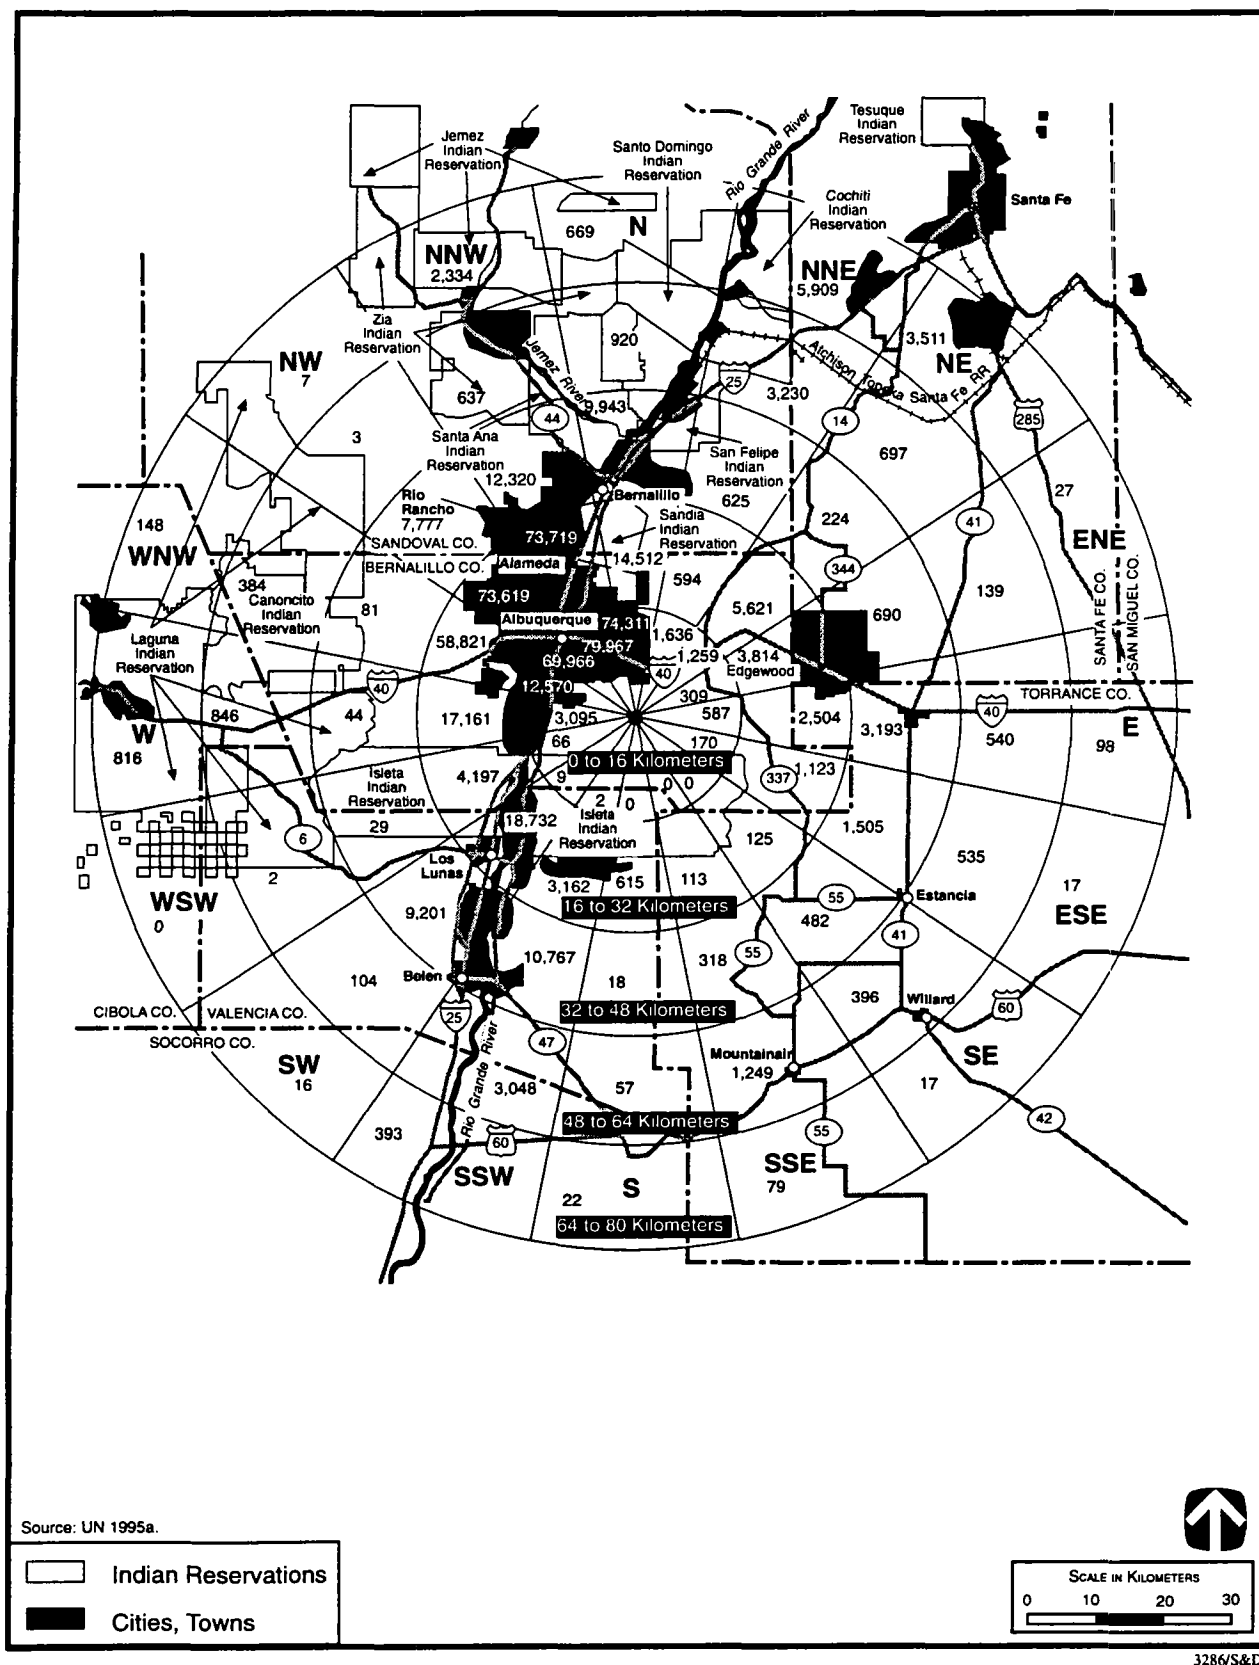 Tesuque
Indian
Reservation
Jemez
Indian
Reservation
Santo Domingo
Indian
Reservation
Rio Grande River
Cochiti
Indian
Reservation
Santa Fe
669
N
NNW
2,334
NNE
5,909
Zia
Indian
Reservation
NW
7
920
Jemez River
3,511
NE
Atchison Topeka Santa Fe RR
25
3,230
637
44
9,943
14
285
3
Santa Ana
Indian
Reservation
San Felipe
Indian
Reservation
697
12,320
625
27
Rio
Rancho
7,777
Bernalillo
148
WNW
Sandia
Indian
Reservation
224
41
ENE
SANDOVAL CO.
BERNALILLO CO.
73,719
Alameda
14,512
594
344
SANTA FE CO.
SAN MIGUEL CO.
384
Canoncito
Indian
Reservation
81
73,619
5,621
690
139
Laguna
Indian
Reservation
Albuquerque
74,311
58,821
79,967
69,966
1,636
1,259
40
3,814
Edgewood
40
12,570
309
TORRANCE CO.
W
846
44
17,161
3,095
587
2,504
3,193
40
540
E
98
816
66
170
0 to 16 Kilometers
Isleta
Indian
Reservation
4,197
9
0
0
337
1,123
2
0
29
18,732
Isleta
Indian
Reservation
125
1,505
6
Los
Lunas
535
2
3,162
615
113
17
ESE
WSW
0
9,201
16 to 32 Kilometers
55
Estancia
482
41
Belen
10,767
318
55
104
18
396
Willard
60
CIBOLA CO.
VALENCIA CO.
25
32 to 48 Kilometers
SOCORRO CO.
SW
16
47
Rio Grande River
Mountainair
1,249
SE
17
3,048
57
48 to 64 Kilometers
393
60
55
42
SSW
S
SSE
79
22
64 to 80 Kilometers
Source: UN 1995a.
Indian Reservations
Cities, Towns
SCALE IN KILOMETERS
0 10 20 30
3286/S&D